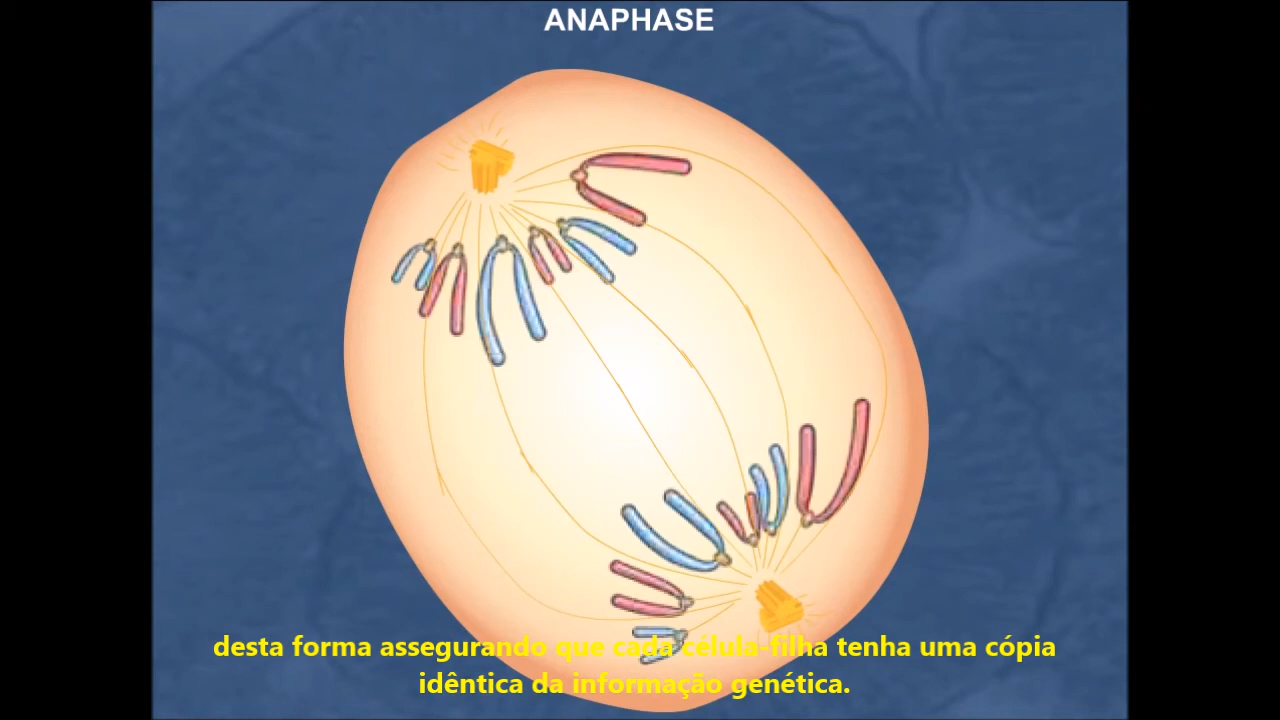 ANAPHASE
desta forma assegurando que cada célula-filha tenha uma cópia
idêntica da informação genética.